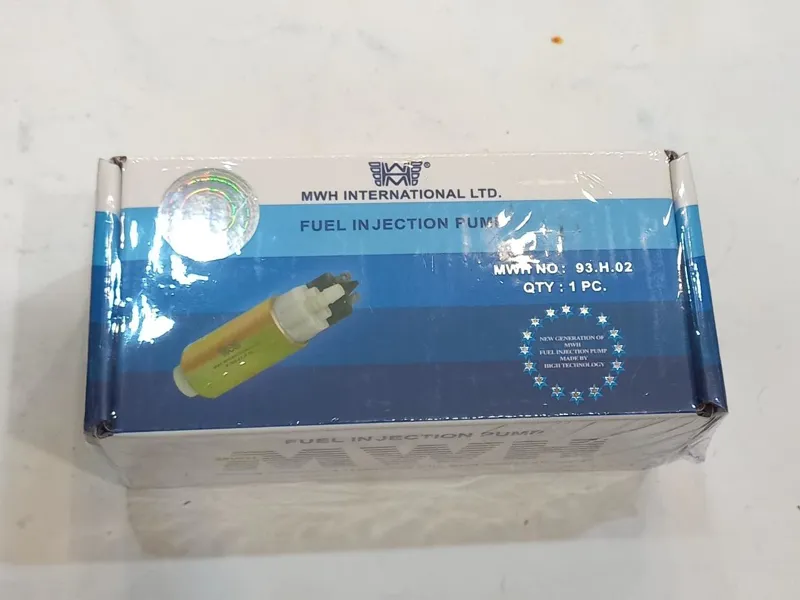 MWH INTERNATIONAL LTD.
FUEL INJECTION PUMP
MWH NO.: 93.H.02
QTY : 1 PC.
NEW GENERATION OF
MWH
FUEL INJECTION PUMP
MADE BY
HIGH TECHNOLOGY
FUEL INJECTION PUMP
MWH